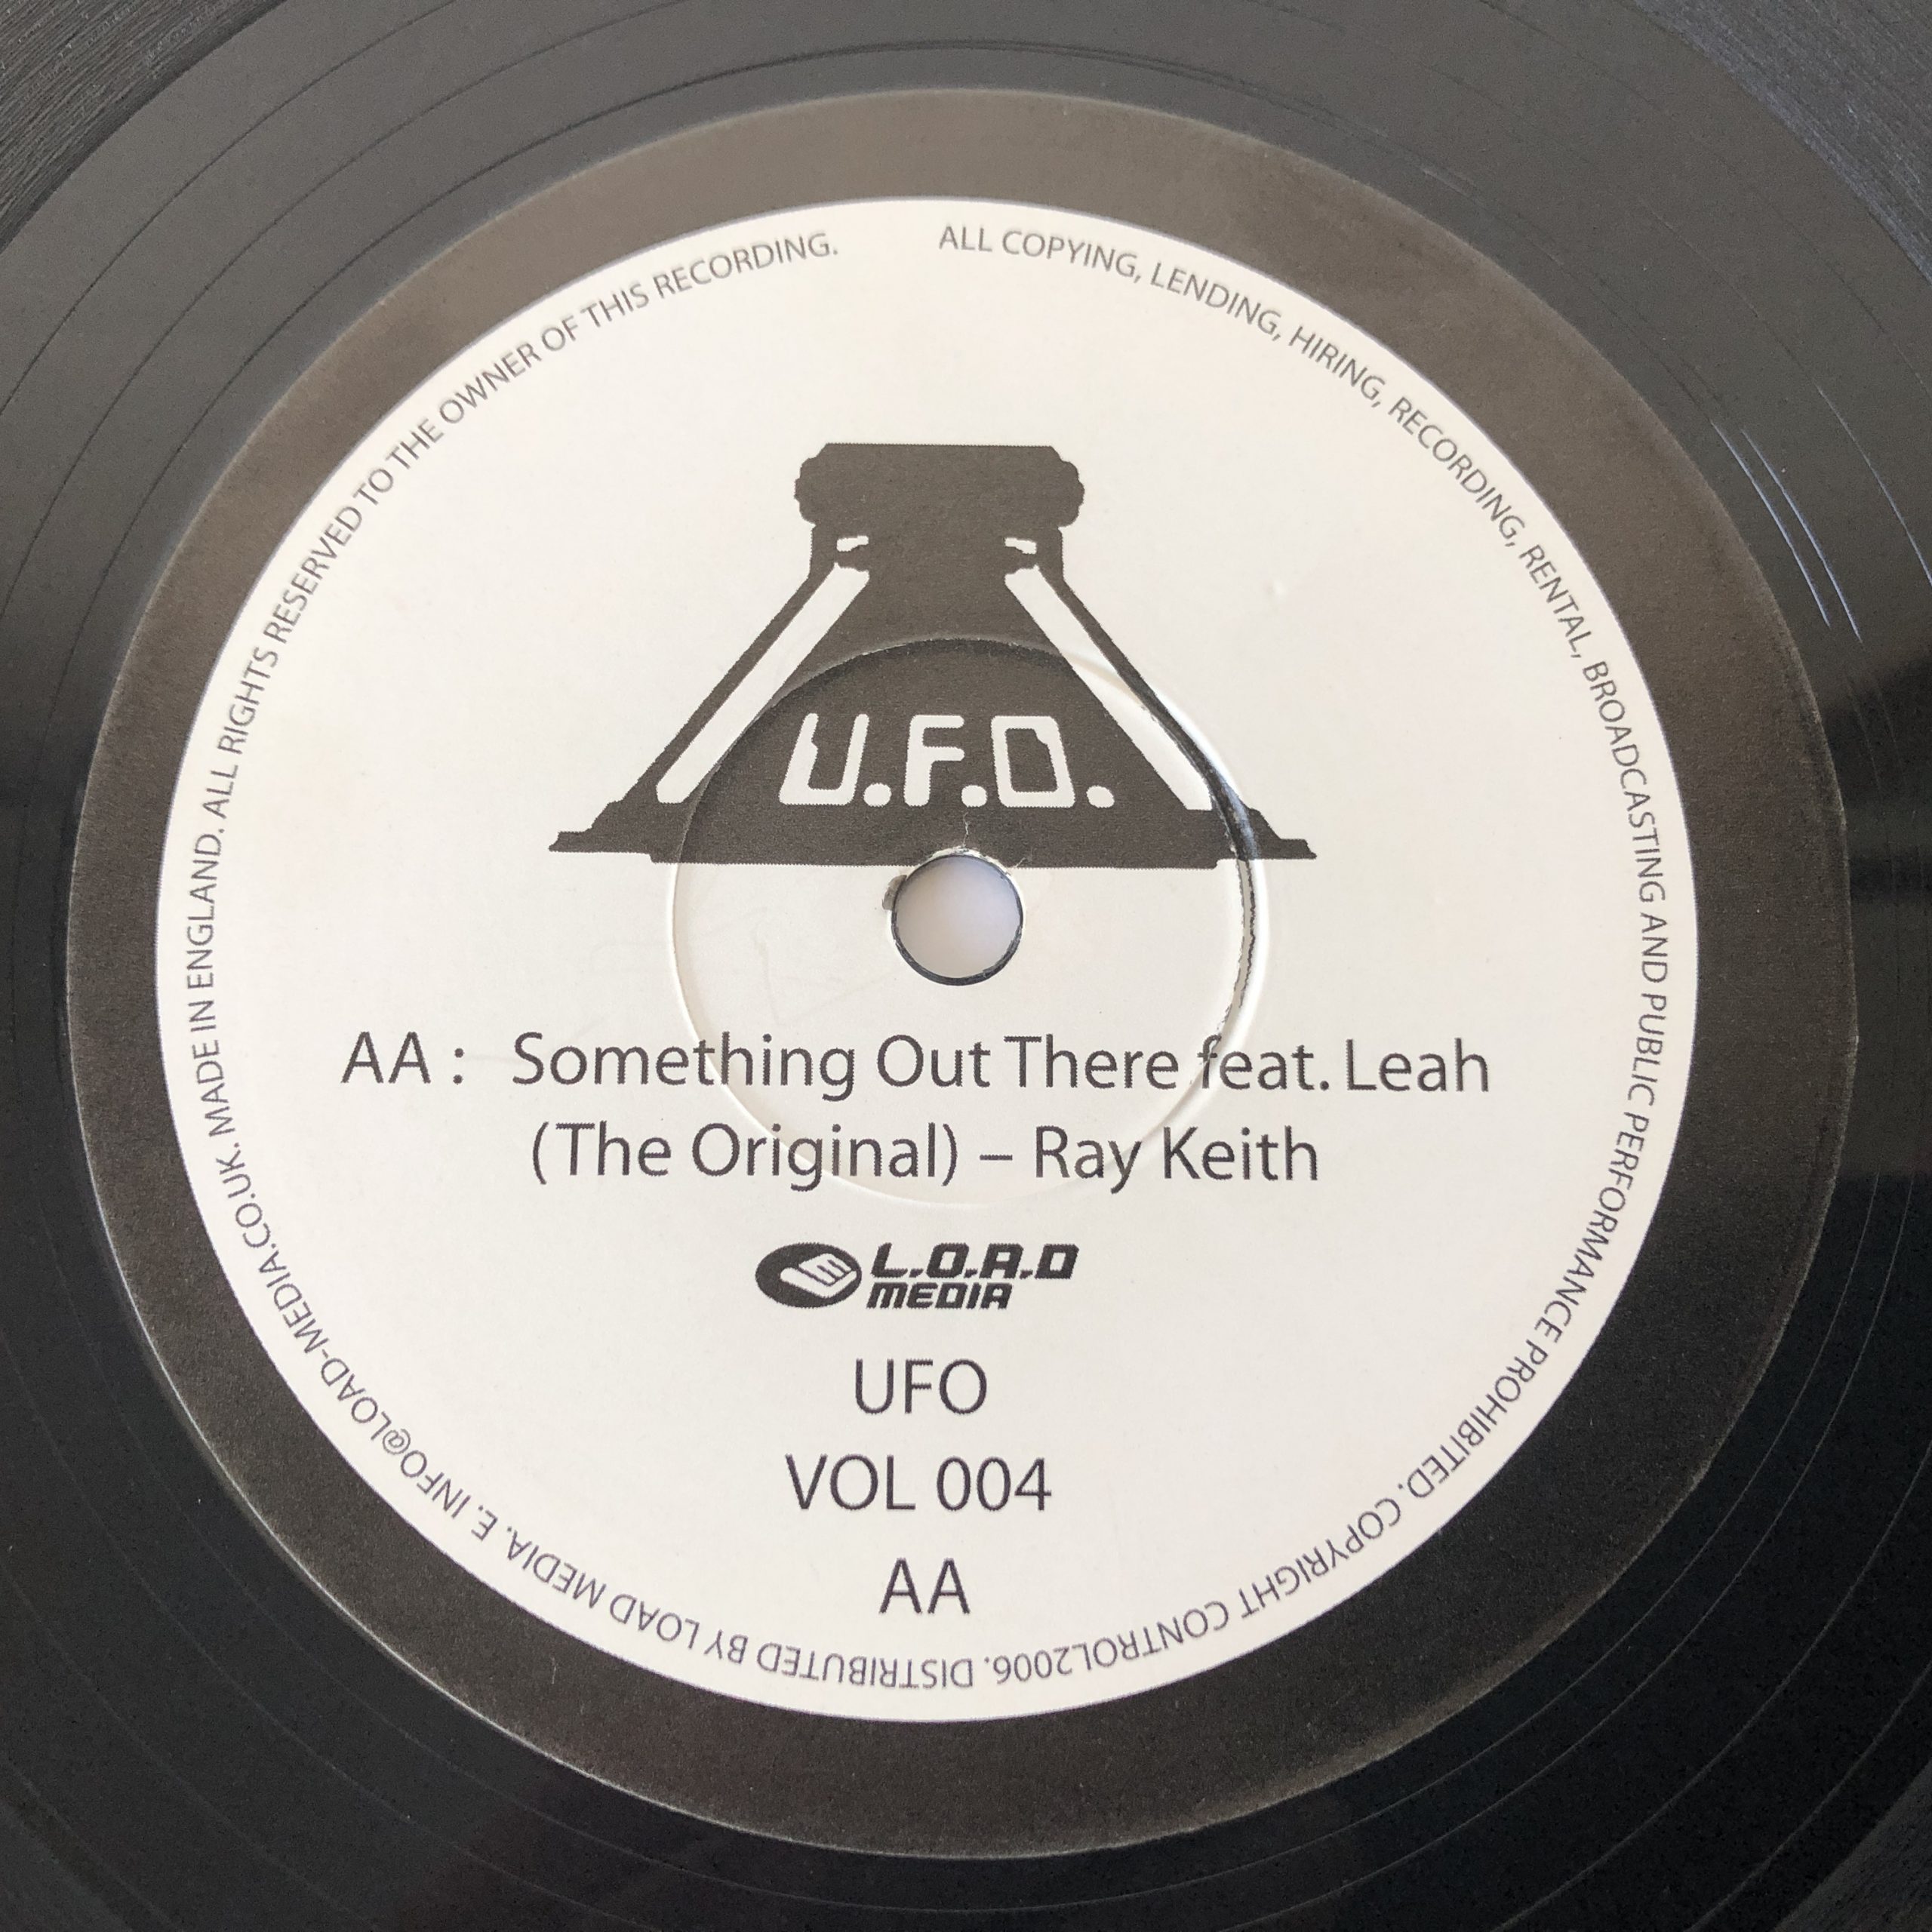 ALL COPYING, LENDING, HIRING, RECORDING, RENTAL, BROADCASTING AND PUBLIC PERFORMANCE PROHIBITED. COPYRIGHT CONTROL2006. DISTRIBUTED BY LOAD MEDIA. E. INFO@LOAD-MEDIA.CO.UK. MADE IN ENGLAND. ALL RIGHTS RESERVED TO THE OWNER OF THIS RECORDING.
U.F.O.
AA : Something Out There feat. Leah
(The Original) – Ray Keith
L.O.A.D
MEDIA
UFO
VOL 004
AA